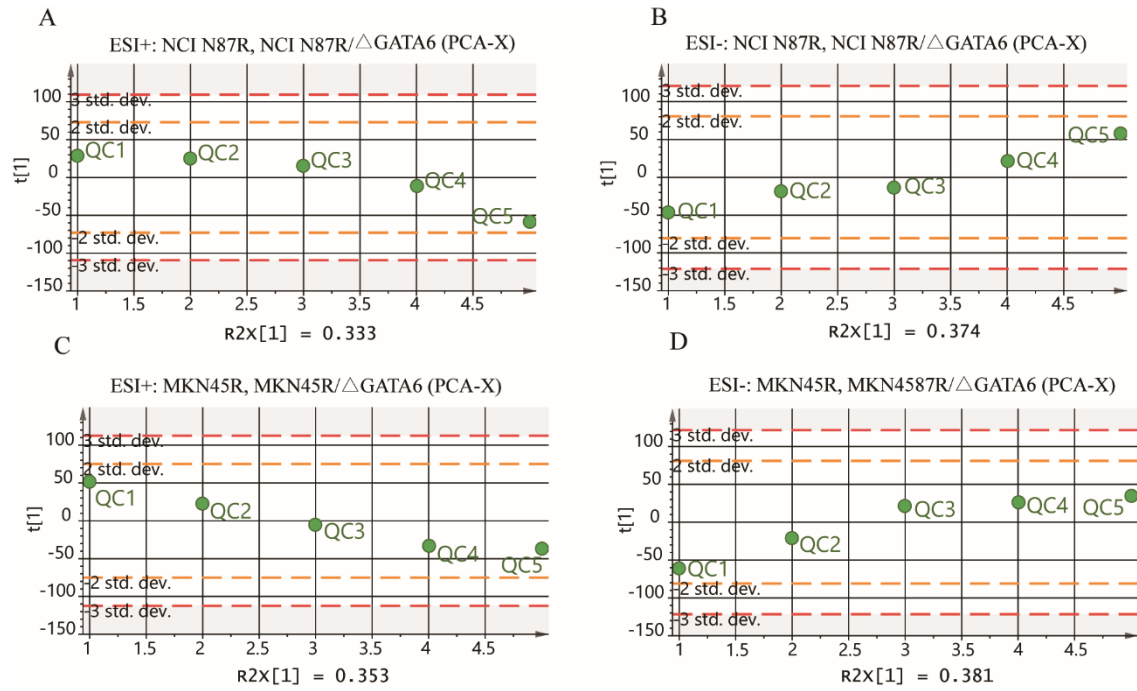 A
ESI+: NCI N87R, NCI N87R/△GATA6 (PCA-X)
3 std. dev.
2 std. dev.
-2 std. dev.
-3 std. dev.
100
50
0
-50
-100
-150
t[1]
QC1
QC2
QC3
QC4
QC5
1 1.5 2 2.5 3 3.5 4 4.5
R2X[1] = 0.333
B
ESI-: NCI N87R, NCI N87R/△GATA6 (PCA-X)
3 std. dev.
2 std. dev.
-2 std. dev.
-3 std. dev.
100
50
0
-50
-100
-150
t[1]
QC1
QC2
QC3
QC4
QC5
1 1.5 2 2.5 3 3.5 4 4.5
R2X[1] = 0.374
C
ESI+: MKN45R, MKN45R/△GATA6 (PCA-X)
3 std. dev.
2 std. dev.
-2 std. dev.
-3 std. dev.
100
50
0
-50
-100
-150
t[1]
QC1
QC2
QC3
QC4
QC5
1 1.5 2 2.5 3 3.5 4 4.5
R2X[1] = 0.353
D
ESI-: MKN45R, MKN4587R/△GATA6 (PCA-X)
3 std. dev.
2 std. dev.
-2 std. dev.
-3 std. dev.
100
50
0
-50
-100
-150
t[1]
QC1
QC2
QC3
QC4
QC5
1 1.5 2 2.5 3 3.5 4 4.5
R2X[1] = 0.381